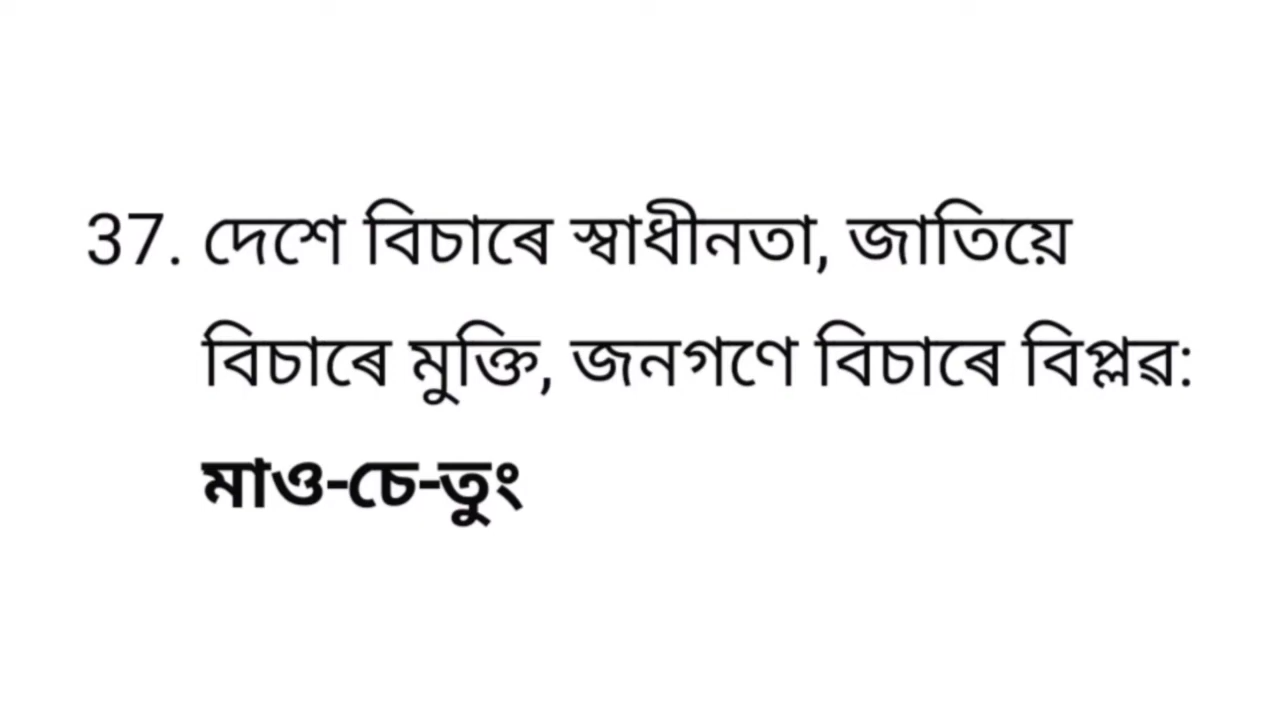 37. দেশে বিচাৰে স্বাধীনতা, জাতিয়ে
বিচাৰে মুক্তি, জনগণে বিচাৰে বিপ্লৱ:
মাও-চে-তুং